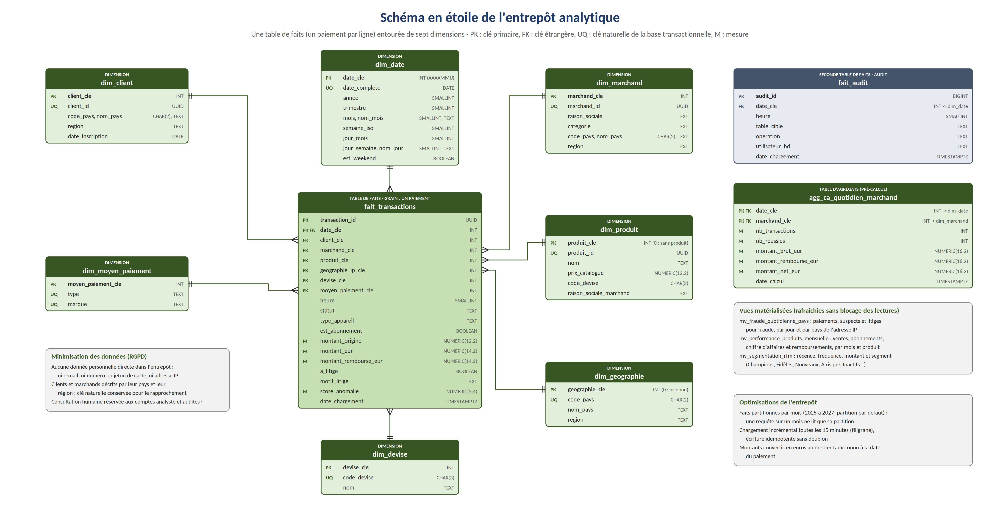 Schéma en étoile de l'entrepôt analytique
Une table de faits (un paiement par ligne) entourée de sept dimensions - PK : clé primaire, FK : clé étrangère, UQ : clé naturelle de la base transactionnelle, M : mesure
DIMENSION
dim_client
PK client_cle INT
UQ client_id UUID
code_pays, nom_pays CHAR(2), TEXT
region TEXT
date_inscription DATE
DIMENSION
dim_date
PK date_cle INT (AAAAMMJJ)
UQ date_complete DATE
annee SMALLINT
trimestre SMALLINT
mois, nom_mois SMALLINT, TEXT
semaine_iso SMALLINT
jour_mois SMALLINT
jour_semaine, nom_jour SMALLINT, TEXT
est_weekend BOOLEAN
DIMENSION
dim_marchand
PK marchand_cle INT
UQ marchand_id UUID
raison_sociale TEXT
categorie TEXT
code_pays, nom_pays CHAR(2), TEXT
region TEXT
SECONDE TABLE DE FAITS - AUDIT
fait_audit
PK audit_id BIGINT
FK date_cle INT -> dim_date
heure SMALLINT
table_cible TEXT
operation TEXT
utilisateur_bd TEXT
date_chargement TIMESTAMPTZ
DIMENSION
dim_moyen_paiement
PK moyen_paiement_cle INT
UQ type TEXT
UQ marque TEXT
TABLE DE FAITS - GRAIN : UN PAIEMENT
fait_transactions
PK transaction_id UUID
PK FK date_cle INT
FK client_cle INT
FK marchand_cle INT
FK produit_cle INT
FK geographie_ip_cle INT
FK devise_cle INT
FK moyen_paiement_cle INT
heure SMALLINT
statut TEXT
type_appareil TEXT
est_abonnement BOOLEAN
M montant_origine NUMERIC(12,2)
M montant_eur NUMERIC(14,2)
M montant_rembourse_eur NUMERIC(14,2)
a_litige BOOLEAN
motif_litige TEXT
M score_anomalie NUMERIC(5,4)
date_chargement TIMESTAMPTZ
DIMENSION
dim_produit
PK produit_cle INT (0 : sans produit)
UQ produit_id UUID
nom TEXT
prix_catalogue NUMERIC(12,2)
code_devise CHAR(3)
raison_sociale_marchand TEXT
TABLE D'AGRÉGATS (PRÉ-CALCUL)
agg_ca_quotidien_marchand
PK FK date_cle INT -> dim_date
PK FK marchand_cle INT -> dim_marchand
M nb_transactions INT
M nb_reussies INT
M montant_brut_eur NUMERIC(16,2)
M montant_rembourse_eur NUMERIC(16,2)
M montant_net_eur NUMERIC(16,2)
date_calcul TIMESTAMPTZ
Vues matérialisées (rafraîchies sans blocage des lectures)
mv_fraude_quotidienne_pays : paiements, suspects et litiges
pour fraude, par jour et par pays de l'adresse IP
mv_performance_produits_mensuelle : ventes, abonnements,
chiffre d'affaires et remboursements, par mois et produit
mv_segmentation_rfm : récence, fréquence, montant et segment
(Champions, Fidèles, Nouveaux, À risque, Inactifs...)
Minimisation des données (RGPD)
Aucune donnée personnelle directe dans l'entrepôt :
ni e-mail, ni numéro ou jeton de carte, ni adresse IP
Clients et marchands décrits par leur pays et leur
région ; clé naturelle conservée pour le rapprochement
Consultation humaine réservée aux comptes analyste et auditeur
DIMENSION
dim_geographie
PK geographie_cle INT (0 : inconnu)
UQ code_pays CHAR(2)
nom_pays TEXT
region TEXT
Optimisations de l'entrepôt
Faits partitionnés par mois (2025 à 2027, partition par défaut) :
une requête sur un mois ne lit que sa partition
Chargement incrémental toutes les 15 minutes (filigrane),
écriture idempotente sans doublon
Montants convertis en euros au dernier taux connu à la date
du paiement
DIMENSION
dim_devise
PK devise_cle INT
UQ code_devise CHAR(3)
nom TEXT